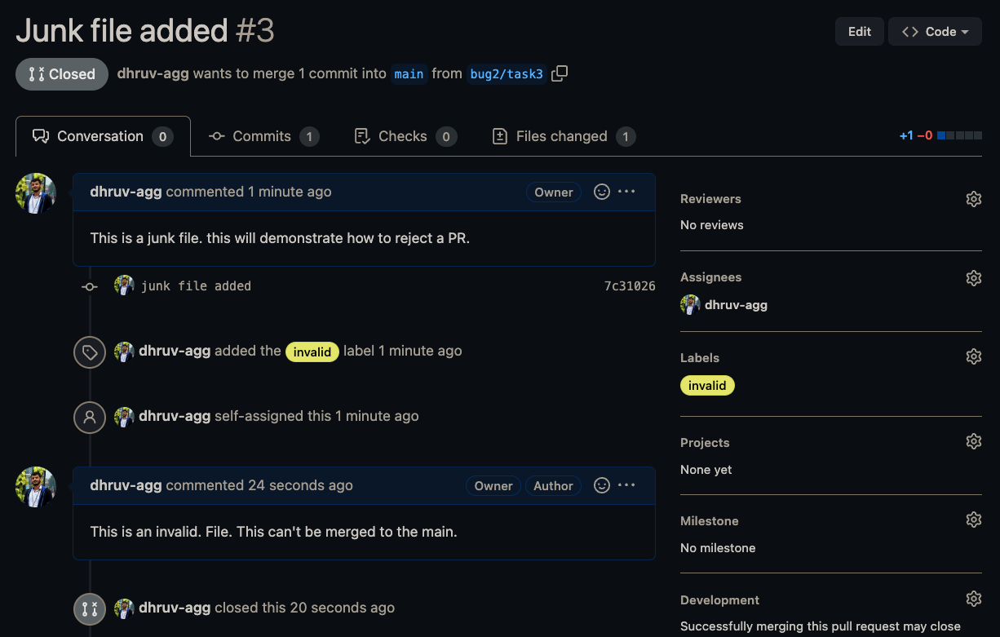 Junk file added #3
Edit
Code
Closed
dhruv-agg wants to merge 1 commit into main from bug2/task3
Conversation 0
Commits 1
Checks 0
Files changed 1
+1 −0
dhruv-agg commented 1 minute ago
Owner
This is a junk file. this will demonstrate how to reject a PR.
junk file added
7c31026
dhruv-agg added the invalid label 1 minute ago
dhruv-agg self-assigned this 1 minute ago
dhruv-agg commented 24 seconds ago
Owner
Author
This is an invalid. File. This can't be merged to the main.
dhruv-agg closed this 20 seconds ago
Reviewers
No reviews
Assignees
dhruv-agg
Labels
invalid
Projects
None yet
Milestone
No milestone
Development
Successfully merging this pull request may close